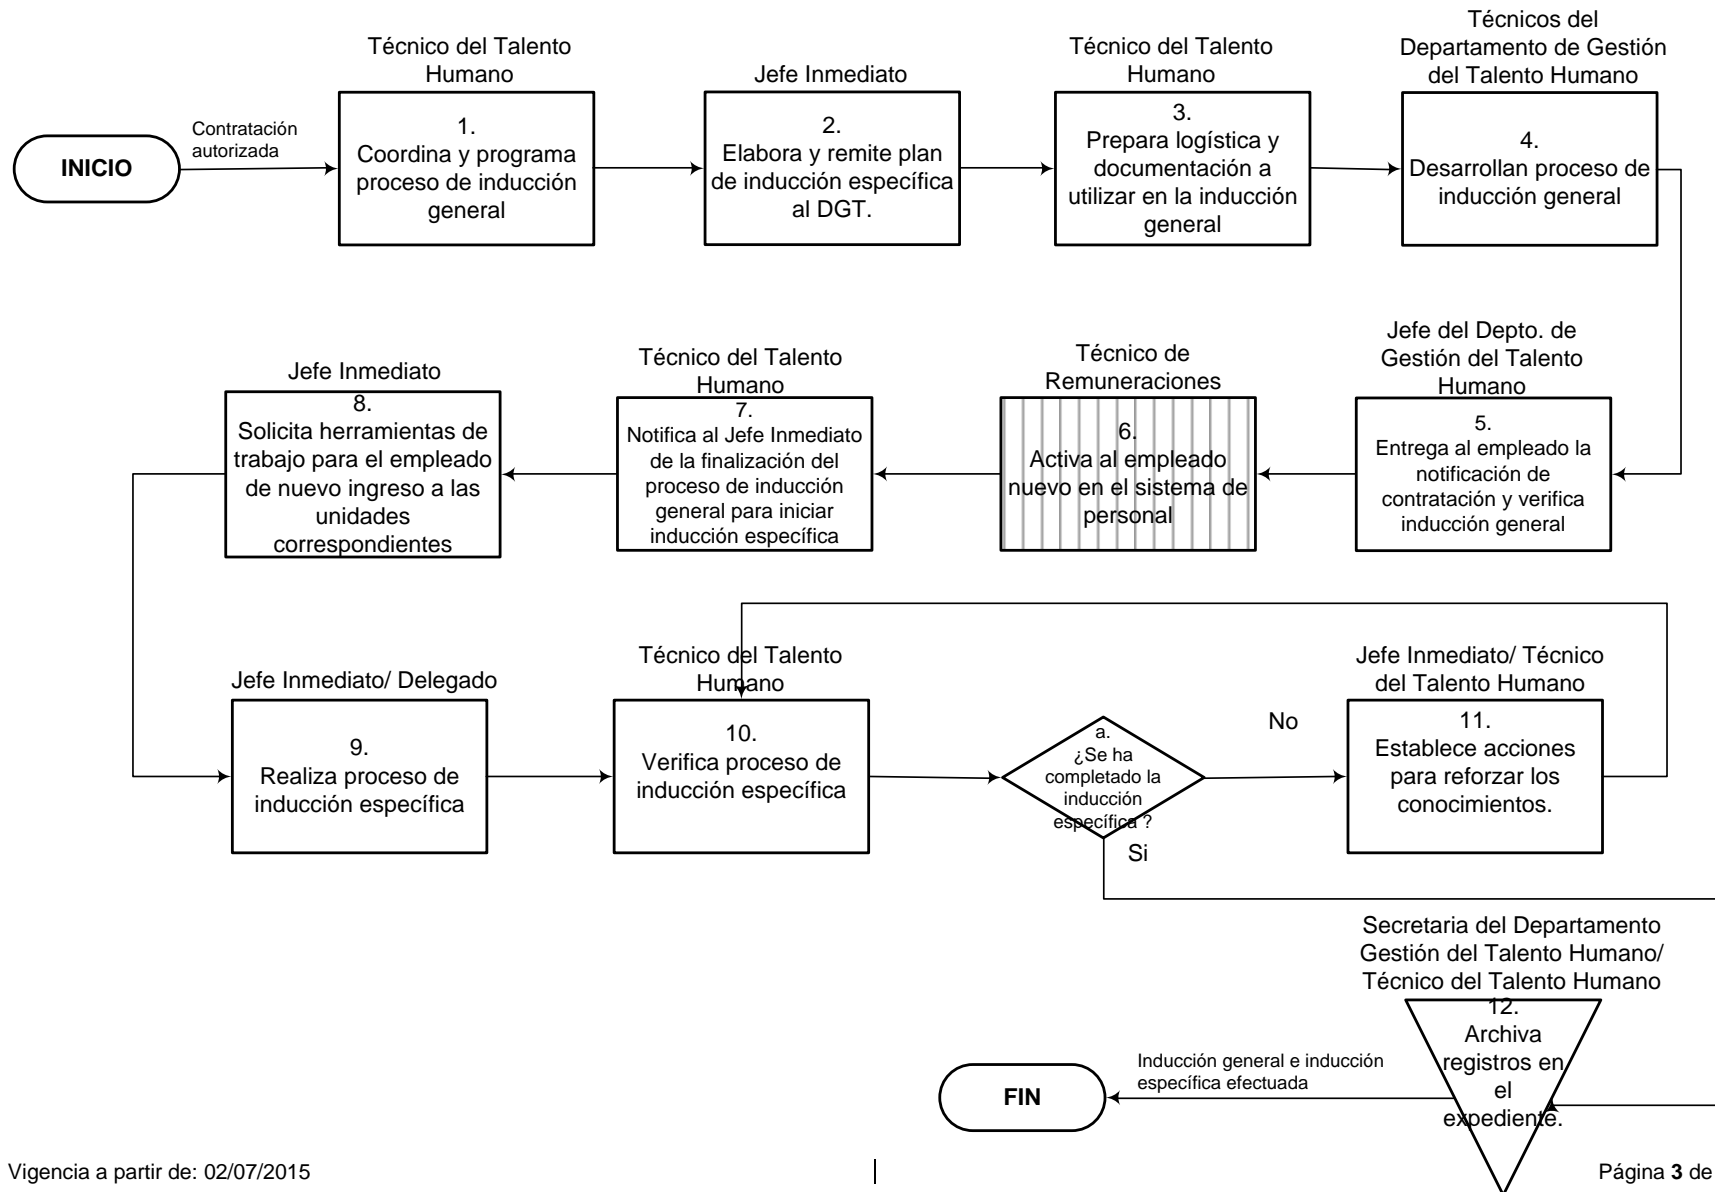 Técnico del Talento
Humano
Jefe Inmediato
Técnico del Talento
Humano
Técnicos del
Departamento de Gestión
del Talento Humano
INICIO
Contratación
autorizada
1.
Coordina y programa
proceso de inducción
general
2.
Elabora y remite plan
de inducción específica
al DGT.
3.
Prepara logística y
documentación a
utilizar en la inducción
general
4.
Desarrollan proceso de
inducción general
Jefe Inmediato
Técnico del Talento
Humano
Técnico de
Remuneraciones
Jefe del Depto. de
Gestión del Talento
Humano
8.
Solicita herramientas de
trabajo para el empleado
de nuevo ingreso a las
unidades
correspondientes
7.
Notifica al Jefe Inmediato
de la finalización del
proceso de inducción
general para iniciar
inducción específica
6.
Activa al empleado
nuevo en el sistema de
personal
5.
Entrega al empleado la
notificación de
contratación y verifica
inducción general
Jefe Inmediato/ Delegado
Técnico del Talento
Humano
Jefe Inmediato/ Técnico
del Talento Humano
9.
Realiza proceso de
inducción específica
10.
Verifica proceso de
inducción específica
a.
¿Se ha
completado la
inducción
específica ?
No
Si
11.
Establece acciones
para reforzar los
conocimientos.
Secretaria del Departamento
Gestión del Talento Humano/
Técnico del Talento Humano
12.
Archiva
registros en
el
expediente.
Inducción general e inducción
específica efectuada
FIN
Vigencia a partir de: 02/07/2015
Página 3 de